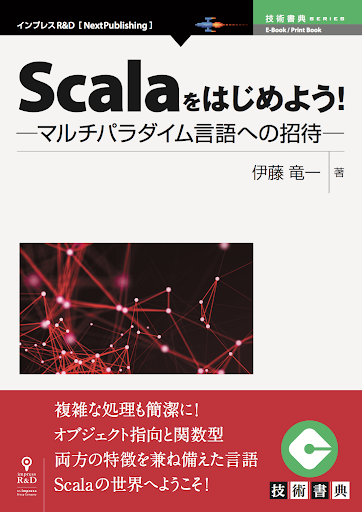 インプレスR&D［NextPublishing］
技術書典 SERIES
E-Book / Print Book
Scalaをはじめよう!
―マルチパラダイム言語への招待―
伊藤 竜一 著
複雑な処理も簡潔に!
オブジェクト指向と関数型
両方の特徴を兼ね備えた言語
Scalaの世界へようこそ!
impress
R&D
技術書典